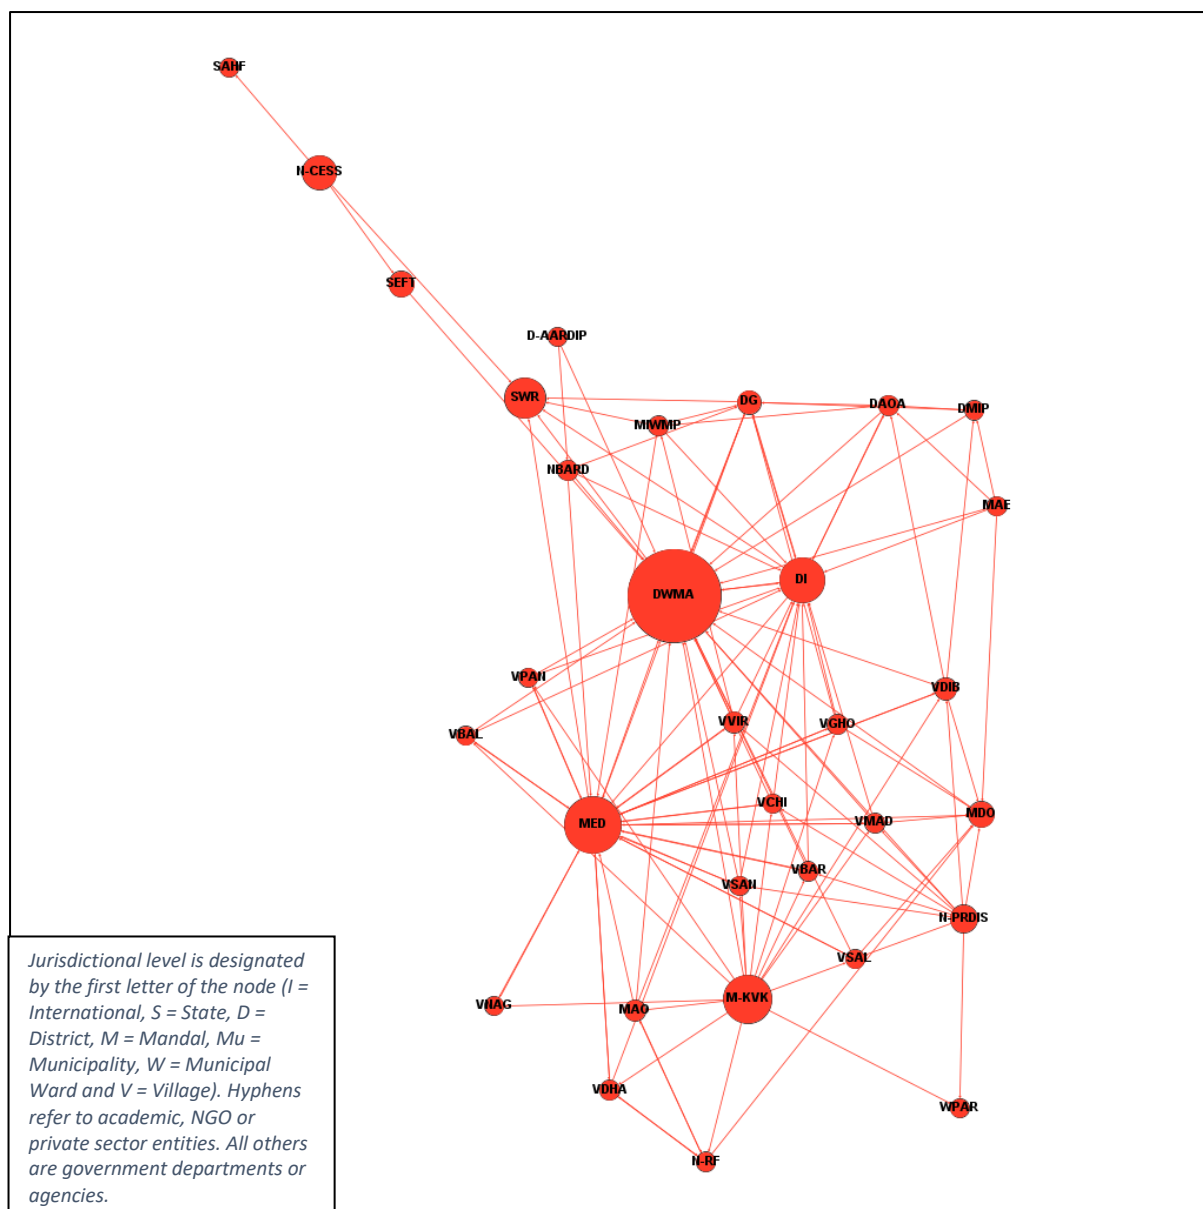 SAHF
N-CESS
SEFT
D-AARDIP
SWR
DG
DAOA
DMIP
MIWMP
NBARD
MAE
DI
DWMA
VPAN
VDIB
VVIR
VGHO
VBAL
VCHI
MDO
MED
VMAD
VBAR
VSAN
N-PRDIS
VSAL
M-KVK
VNAG
MAO
VDHA
WPAR
N-RF
Jurisdictional level is designated
by the first letter of the node (I =
International, S = State, D =
District, M = Mandal, Mu =
Municipality, W = Municipal
Ward and V = Village). Hyphens
refer to academic, NGO or
private sector entities. All others
are government departments or
agencies.